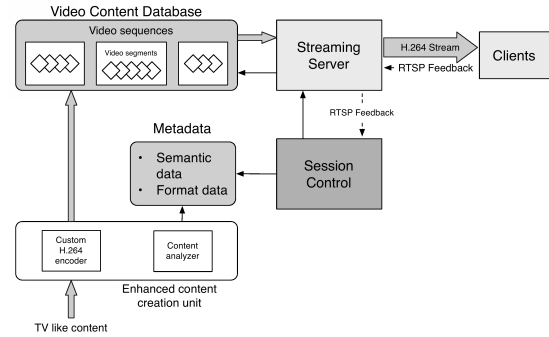 Video Content Database
Video sequences
Video segments
Streaming
Server
H.264 Stream
RTSP Feedback
Clients
RTSP Feedback
Metadata
• Semantic
data
• Format data
Session
Control
Custom
H.264
encoder
Content
analyzer
Enhanced content
creation unit
TV like content